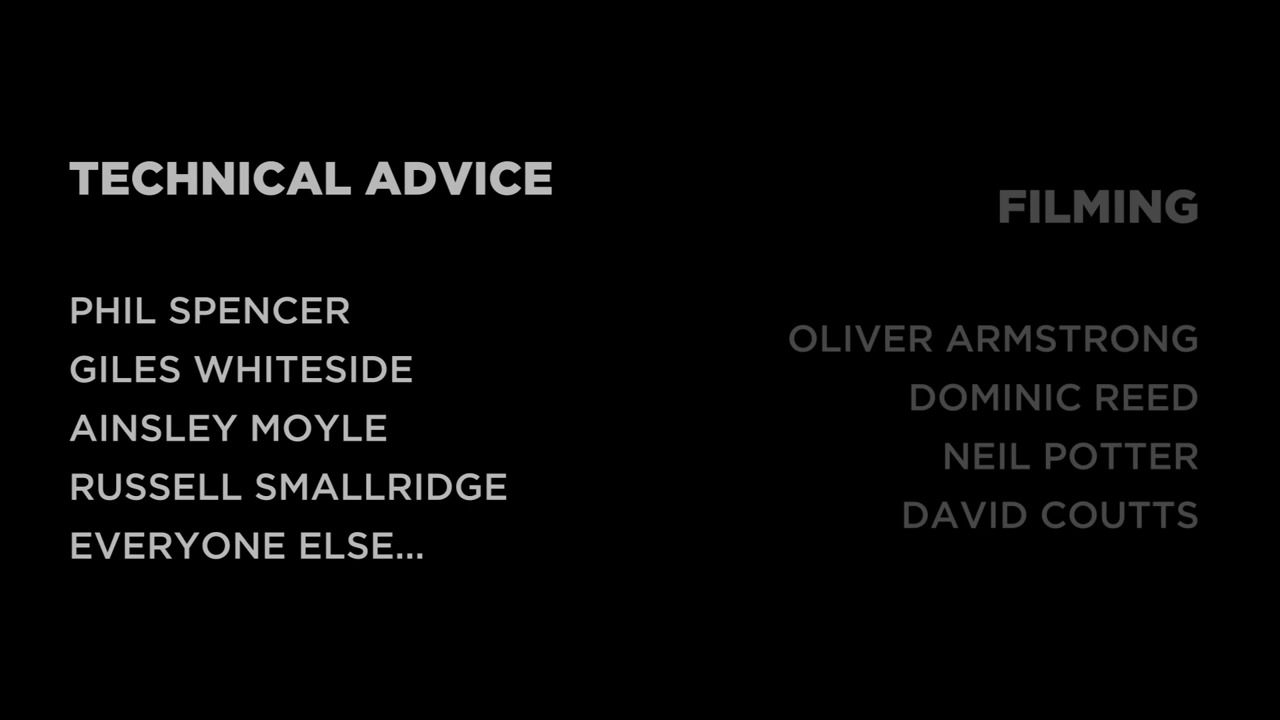 TECHNICAL ADVICE
PHIL SPENCER
GILES WHITESIDE
AINSLEY MOYLE
RUSSELL SMALLRIDGE
EVERYONE ELSE...
FILMING
OLIVER ARMSTRONG
DOMINIC REED
NEIL POTTER
DAVID COUTTS